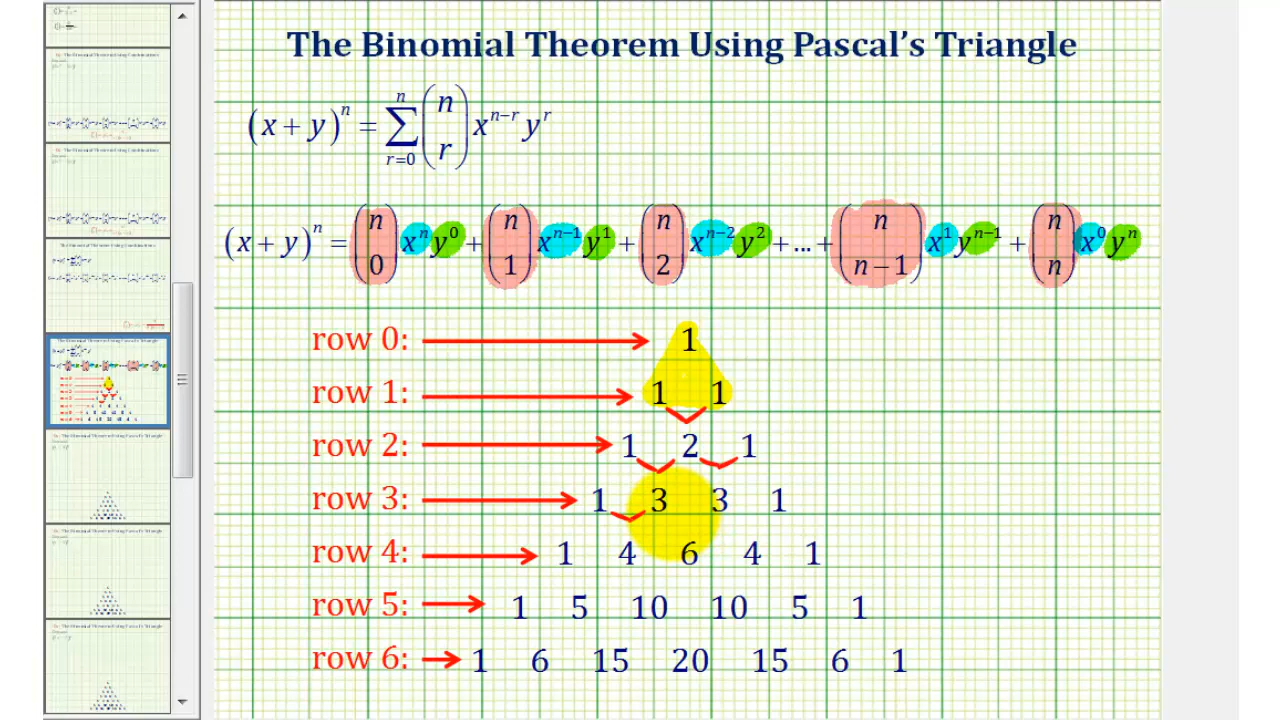 The Binomial Theorem Using Pascal's Triangle
(x + y)^n = ∑_{r=0}^{n} (n r) x^{n−r} y^r
(x + y)^n = (n 0) x^n y^0 + (n 1) x^{n−1} y^1 + (n 2) x^{n−2} y^2 + ... + (n n−1) x^1 y^{n−1} + (n n) x^0 y^n
row 0: 1
row 1: 1 1
row 2: 1 2 1
row 3: 1 3 3 1
row 4: 1 4 6 4 1
row 5: 1 5 10 10 5 1
row 6: 1 6 15 20 15 6 1